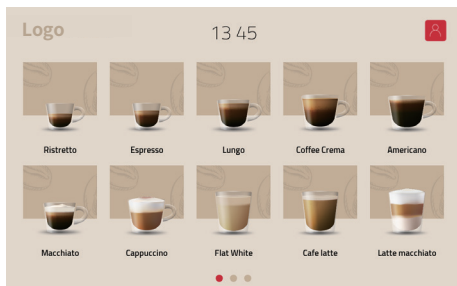 Logo
13 45
Ristretto Espresso Lungo Coffee Crema Americano
Macchiato Cappuccino Flat White Cafe latte Latte macchiato